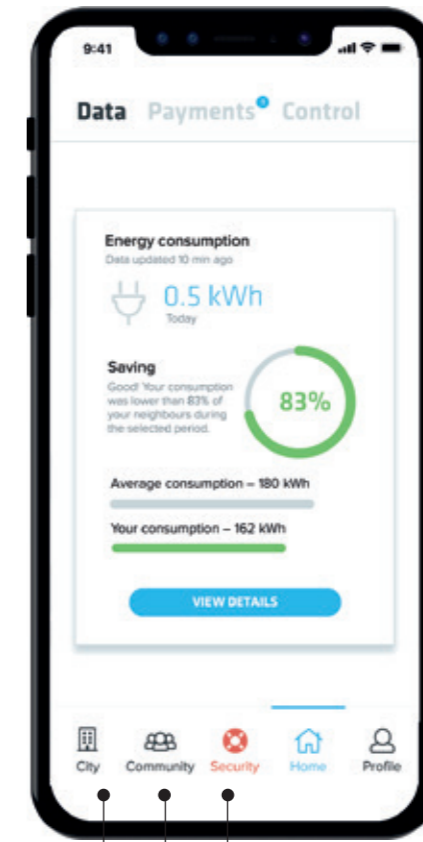 9:41
Data Payments Control
Energy consumption
Data updated 10 min ago
0.5 kWh
Today
Saving
Good! Your consumption
was lower than 83% of
your neighbours during
the selected period.
83%
Average consumption – 180 kWh
Your consumption – 162 kWh
VIEW DETAILS
City Community Security Home Profile